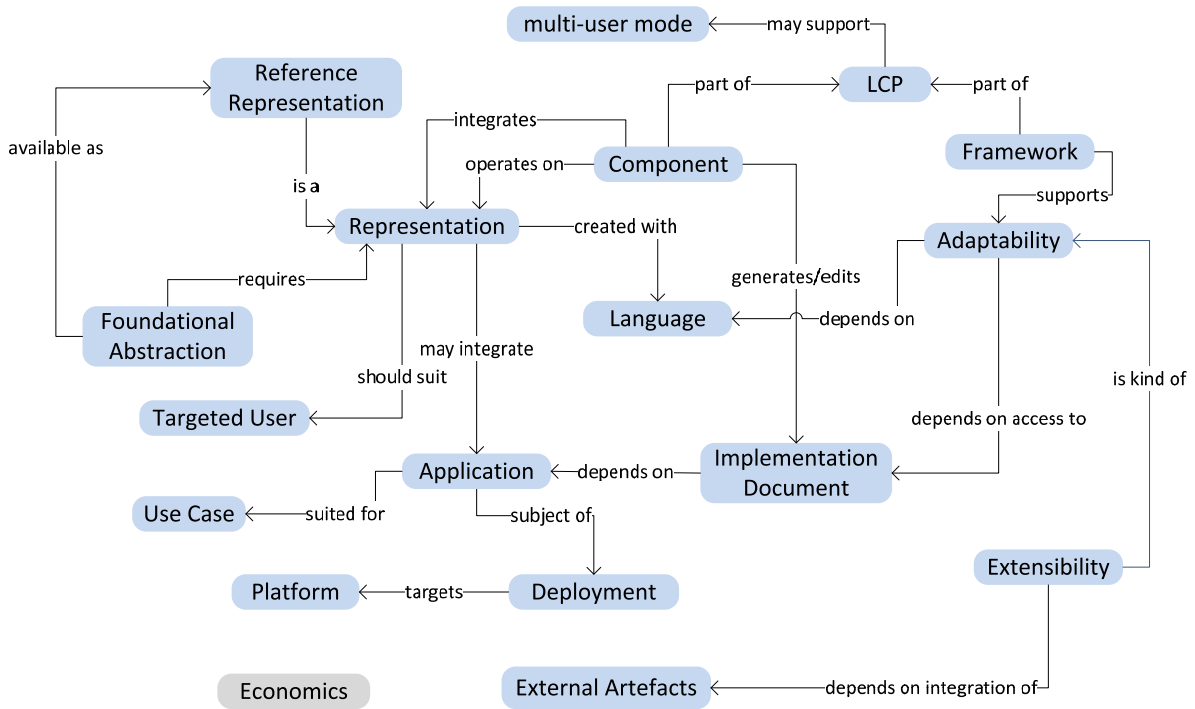 multi-user mode
may support
Reference
Representation
LCP
part of
part of
integrates
available as
Framework
operates on
Component
is a
supports
Representation
created with
Adaptability
requires
generates/edits
Foundational
Abstraction
Language
depends on
may integrate
should suit
is kind of
Targeted User
depends on access to
Application
depends on
Implementation
Document
Use Case
suited for
subject of
Extensibility
Platform
targets
Deployment
Economics
External Artefacts
depends on integration of